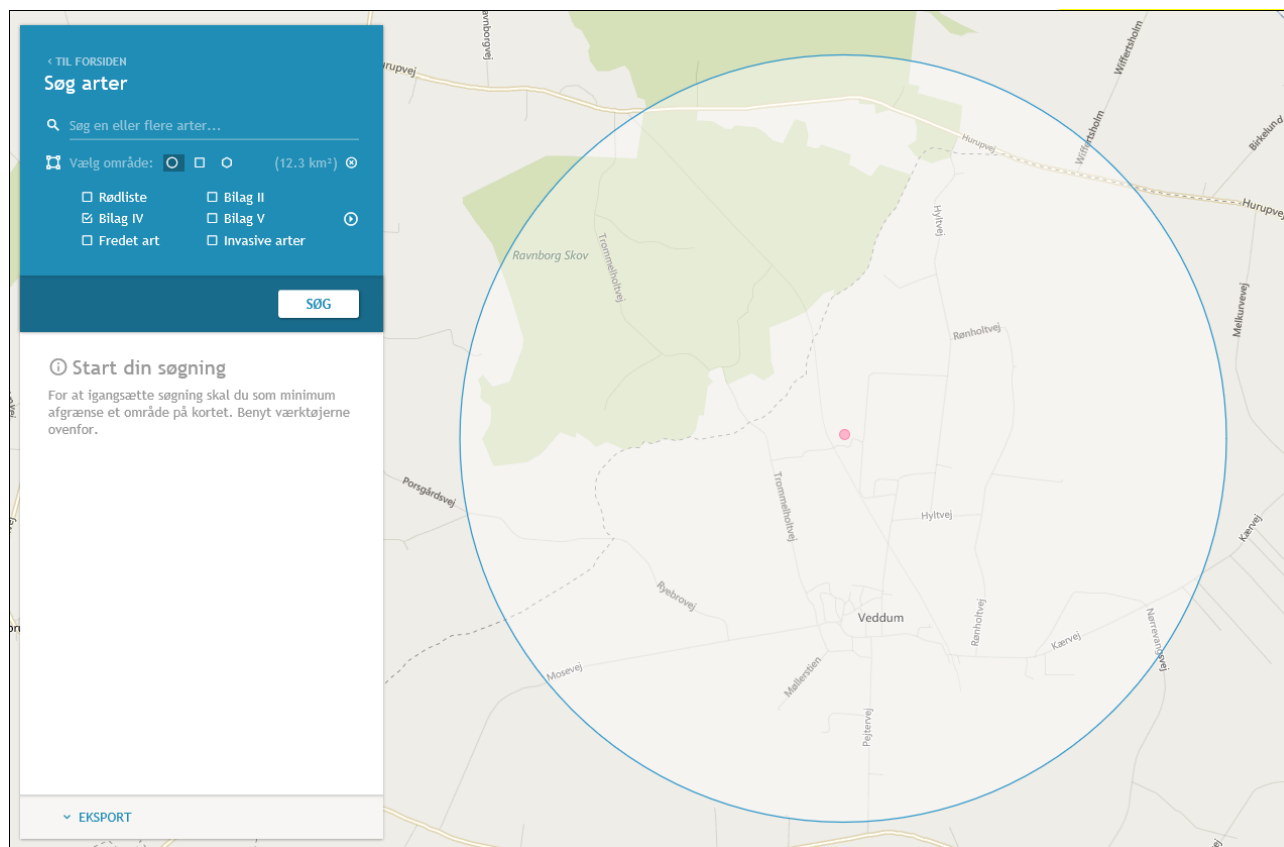 ‹ TIL FORSIDEN
Søg arter
Søg en eller flere arter...
Vælg område:
(12.3 km²)
Rødliste
Bilag II
Bilag IV
Bilag V
Fredet art
Invasive arter
SØG
Start din søgning
For at igangsætte søgning skal du som minimum
afgrænse et område på kortet. Benyt værktøjerne
ovenfor.
EKSPORT
Wiffertsholm
Birkelund
Hurupvej
Wiffertsholm
Hurupvej
Hyltvej
Trommelholtvej
Ravnborg Skov
Melkurvevej
Rønholtvej
Porsgårdsvej
Trommelholtvej
Hyltvej
Kærvej
Ryebrovej
Veddum
Rønholtvej
Nørrevangsvej
Kærvej
Mosevej
Møllerstien
Pejtervej